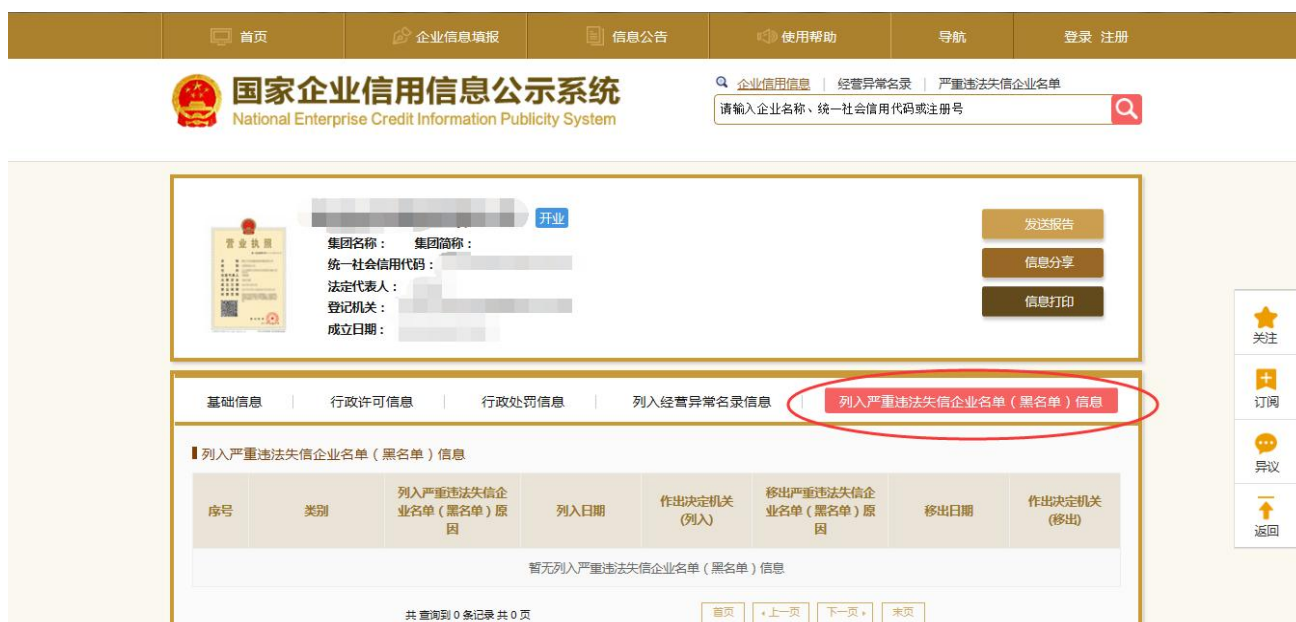 首页 企业信息填报 信息公告 使用帮助 导航 登录 注册
国家企业信用信息公示系统
National Enterprise Credit Information Publicity System
企业信用信息 | 经营异常名录 | 严重违法失信企业名单
请输入企业名称、统一社会信用代码或注册号
营业执照
开业
集团名称： 集团简称：
统一社会信用代码：
法定代表人：
登记机关：
成立日期：
发送报告
信息分享
信息打印
关注
订阅
异议
返回
基础信息 | 行政许可信息 | 行政处罚信息 | 列入经营异常名录信息 | 列入严重违法失信企业名单（黑名单）信息
列入严重违法失信企业名单（黑名单）信息
序号 类别 列入严重违法失信企业名单（黑名单）原因 列入日期 作出决定机关(列入) 移出严重违法失信企业名单（黑名单）原因 移出日期 作出决定机关(移出)
暂无列入严重违法失信企业名单（黑名单）信息
共 查询到 0 条记录 共 0 页 首页 上一页 下一页 末页